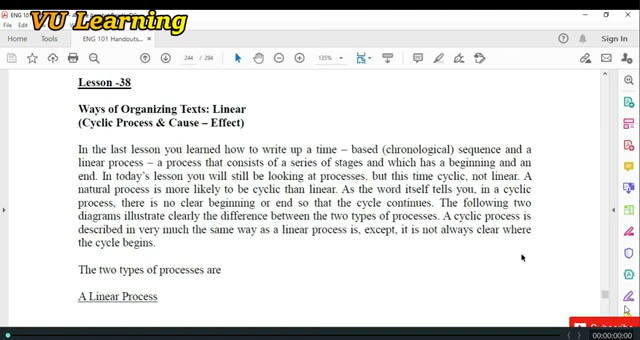 VU Learning
ENG 101 Handouts
Home Tools ENG 101 Handouts... × Sign In
244 / 294 135%
Lesson -38
Ways of Organizing Texts: Linear
(Cyclic Process & Cause – Effect)
In the last lesson you learned how to write up a time – based (chronological) sequence and a
linear process – a process that consists of a series of stages and which has a beginning and an
end. In today's lesson you will still be looking at processes, but this time cyclic, not linear. A
natural process is more likely to be cyclic than linear. As the word itself tells you, in a cyclic
process, there is no clear beginning or end so that the cycle continues. The following two
diagrams illustrate clearly the difference between the two types of processes. A cyclic process is
described in very much the same way as a linear process is, except, it is not always clear where
the cycle begins.
The two types of processes are
A Linear Process
Subscribe
00:00:00:00